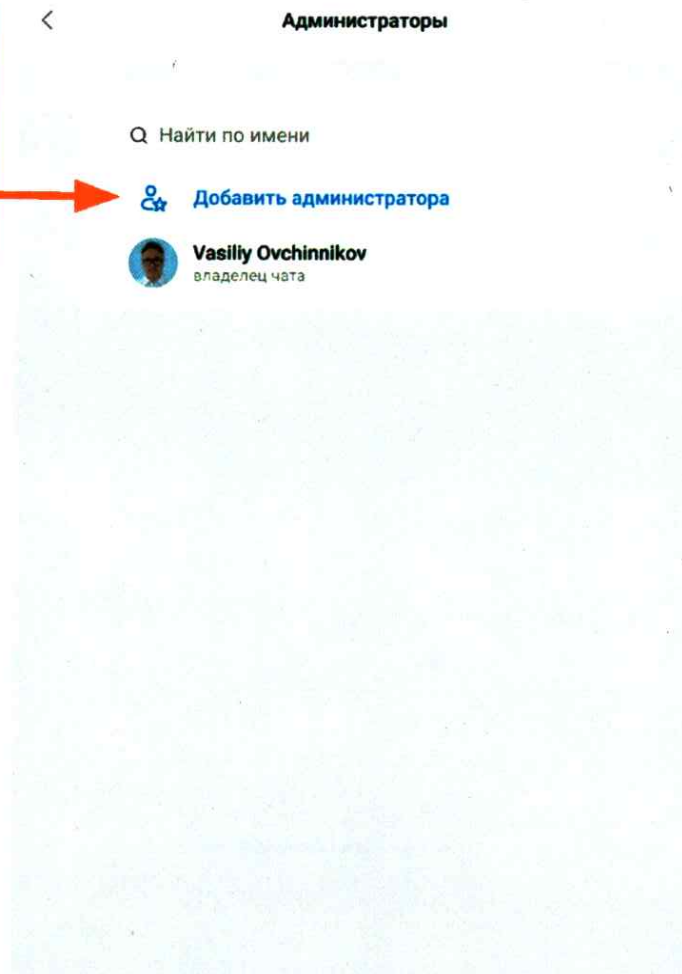 Администраторы
Найти по имени
Добавить администратора
Vasiliy Ovchinnikov
владелец чата